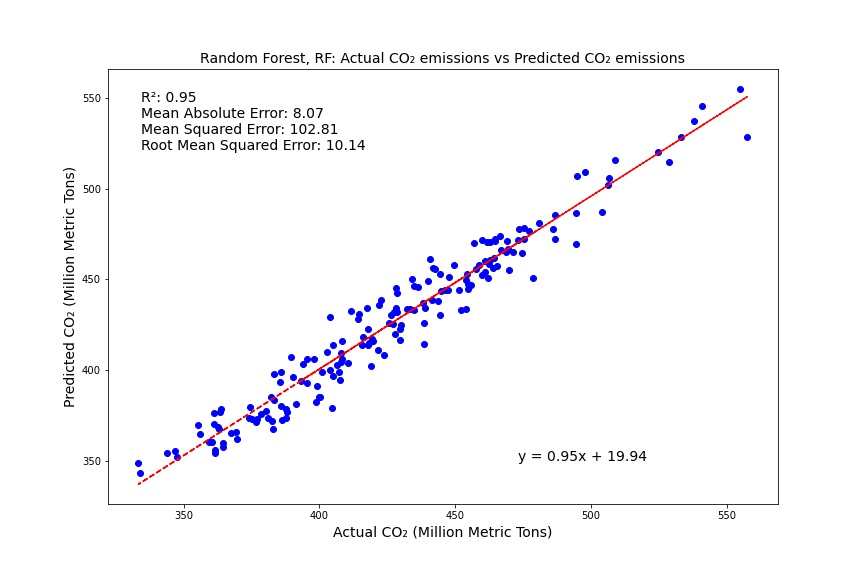 Random Forest, RF: Actual CO₂ emissions vs Predicted CO₂ emissions
R²: 0.95
Mean Absolute Error: 8.07
Mean Squared Error: 102.81
Root Mean Squared Error: 10.14
y = 0.95x + 19.94
Predicted CO₂ (Million Metric Tons)
550
500
450
400
350
350 400 450 500 550
Actual CO₂ (Million Metric Tons)